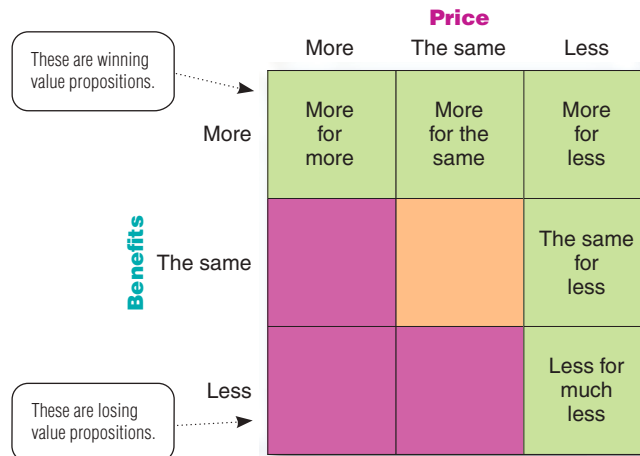 Price
More The same Less
These are winning
value propositions.
More
More
for
more
More
for the
same
More
for
less
Benefits
The same
The same
for
less
Less
Less for
much
less
These are losing
value propositions.